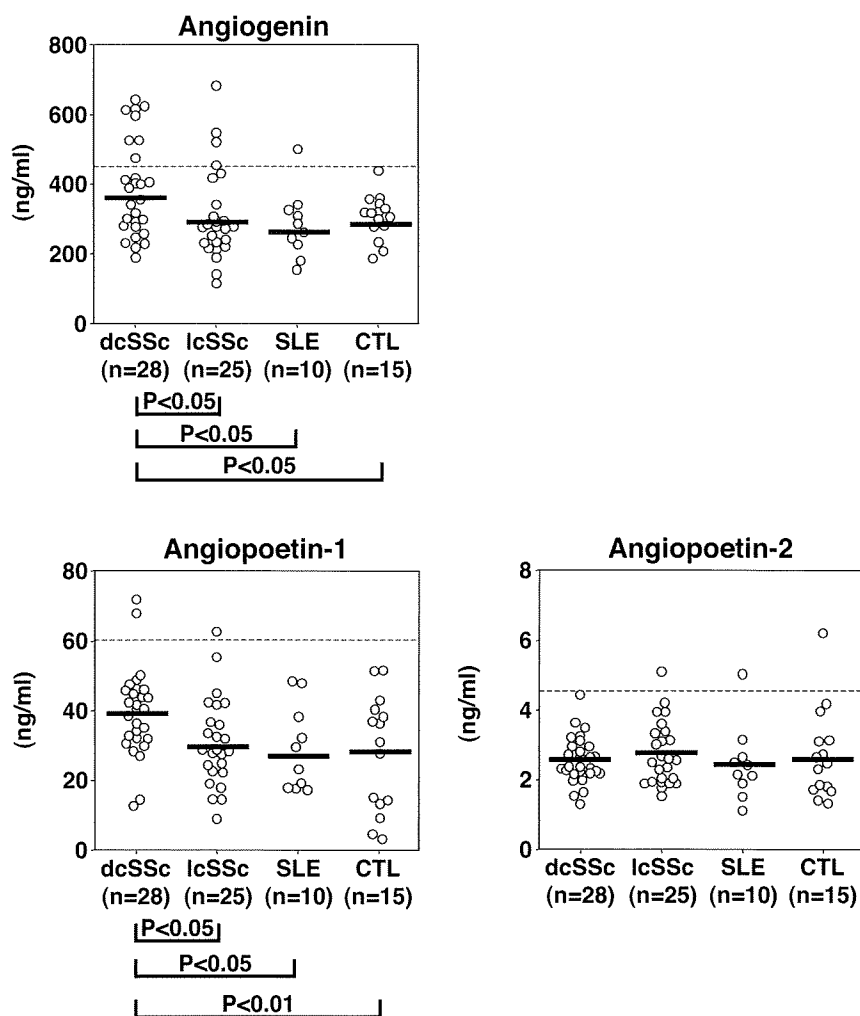 Angiogenin
800
600
400
200
0
(ng/ml)
dcSSc lcSSc SLE CTL
(n=28) (n=25) (n=10) (n=15)
P<0.05
P<0.05
P<0.05
Angiopoetin-1
80
60
40
20
0
(ng/ml)
dcSSc lcSSc SLE CTL
(n=28) (n=25) (n=10) (n=15)
P<0.05
P<0.05
P<0.01
Angiopoetin-2
8
6
4
2
0
(ng/ml)
dcSSc lcSSc SLE CTL
(n=28) (n=25) (n=10) (n=15)